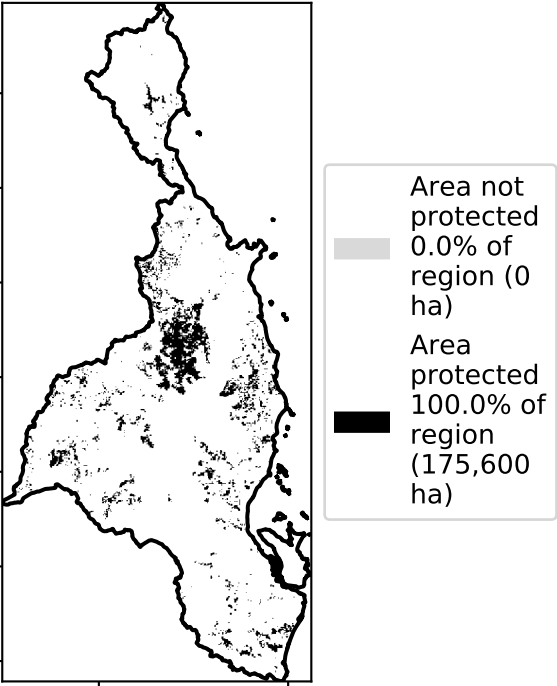 Area not
protected
0.0% of
region (0
ha)
Area
protected
100.0% of
region
(175,600
ha)